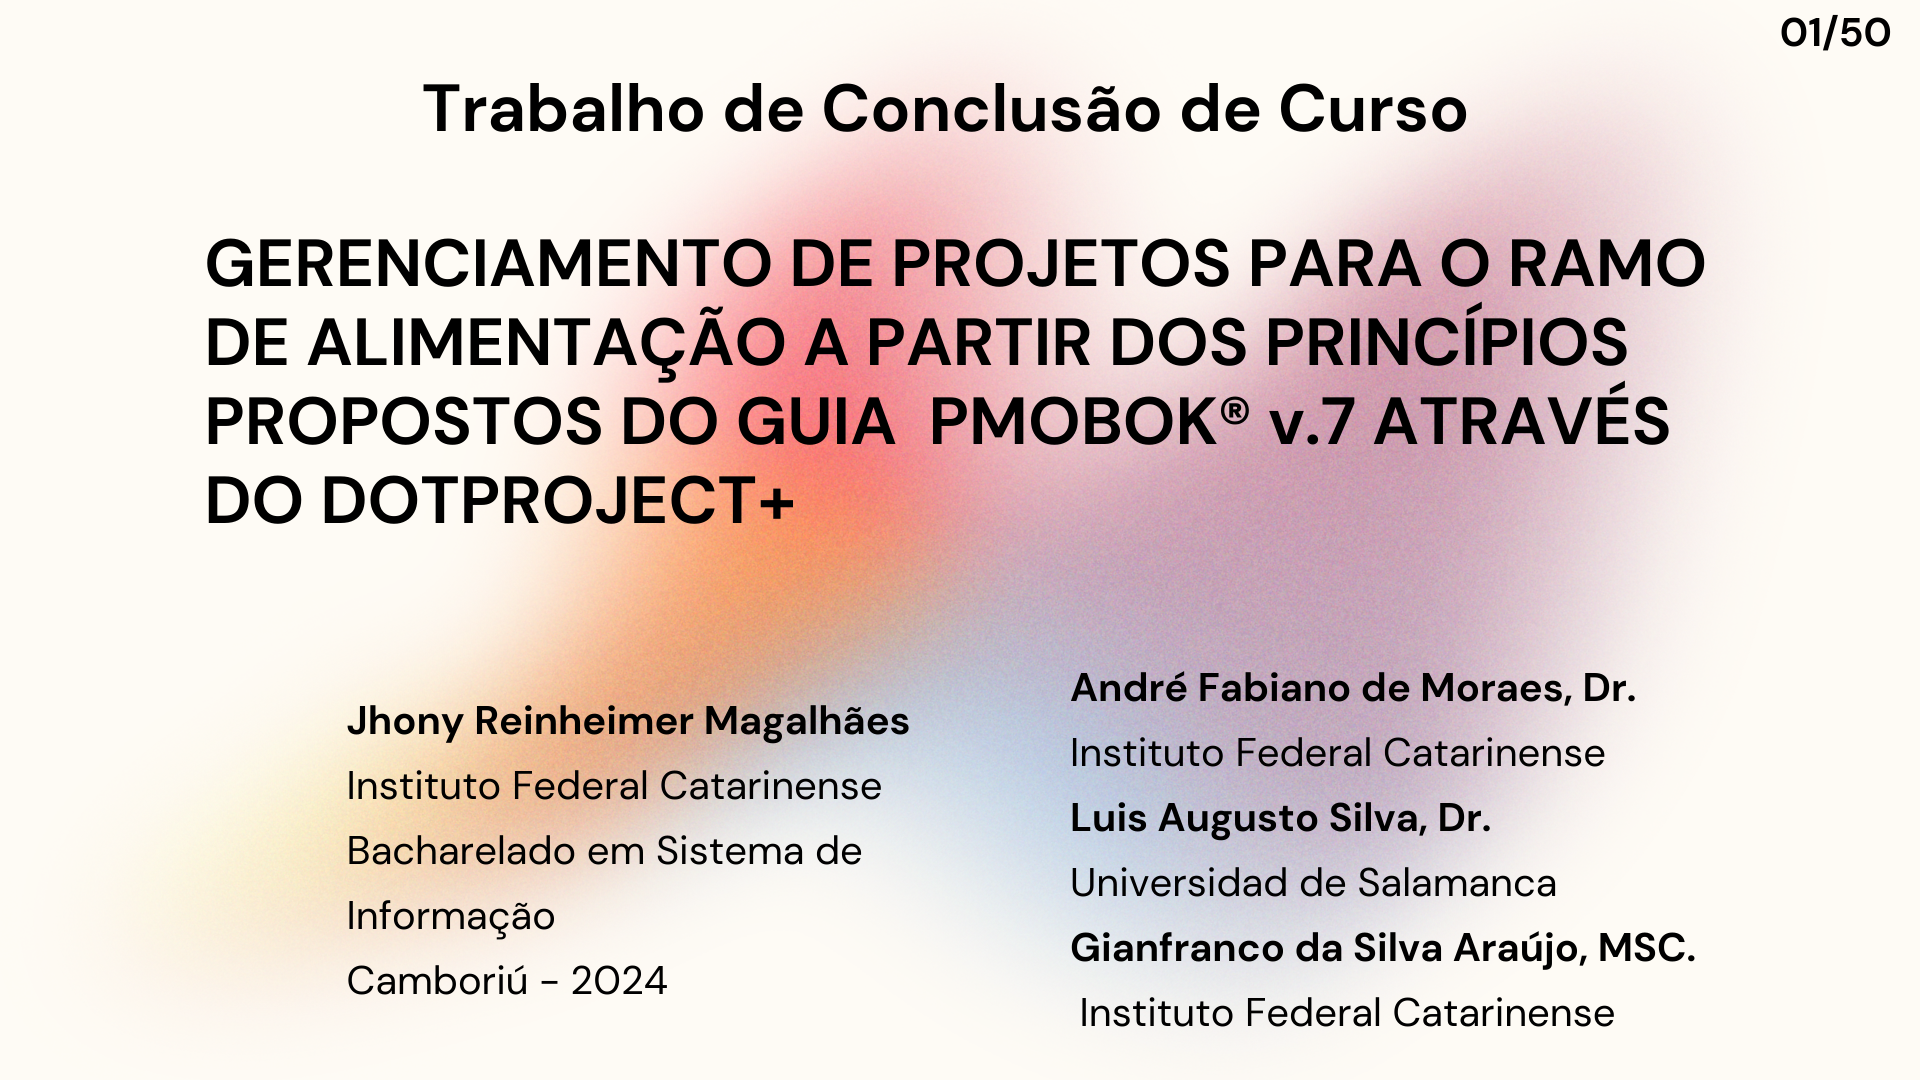 01/50
Trabalho de Conclusão de Curso
GERENCIAMENTO DE PROJETOS PARA O RAMO
DE ALIMENTAÇÃO A PARTIR DOS PRINCÍPIOS
PROPOSTOS DO GUIA PMOBOK® v.7 ATRAVÉS
DO DOTPROJECT+
Jhony Reinheimer Magalhães
Instituto Federal Catarinense
Bacharelado em Sistema de
Informação
Camboriú - 2024
André Fabiano de Moraes, Dr.
Instituto Federal Catarinense
Luis Augusto Silva, Dr.
Universidad de Salamanca
Gianfranco da Silva Araújo, MSC.
Instituto Federal Catarinense